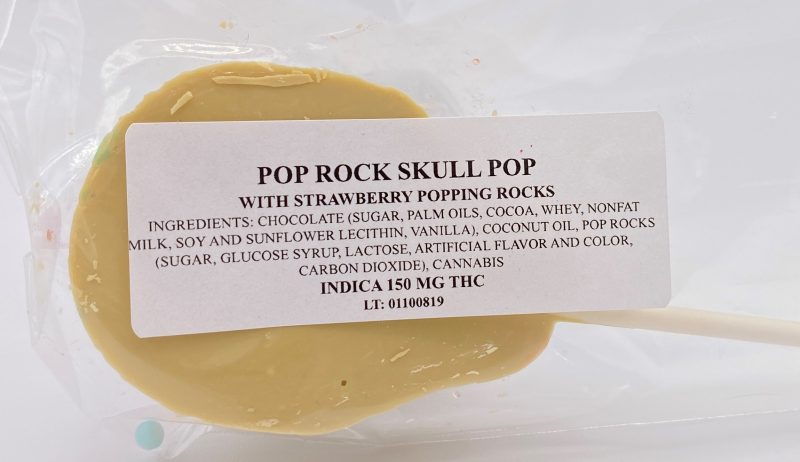 POP ROCK SKULL POP
WITH STRAWBERRY POPPING ROCKS
INGREDIENTS: CHOCOLATE (SUGAR, PALM OILS, COCOA, WHEY, NONFAT
MILK, SOY AND SUNFLOWER LECITHIN, VANILLA), COCONUT OIL, POP ROCKS
(SUGAR, GLUCOSE SYRUP, LACTOSE, ARTIFICIAL FLAVOR AND COLOR,
CARBON DIOXIDE), CANNABIS
INDICA 150 MG THC
LT: 01100819